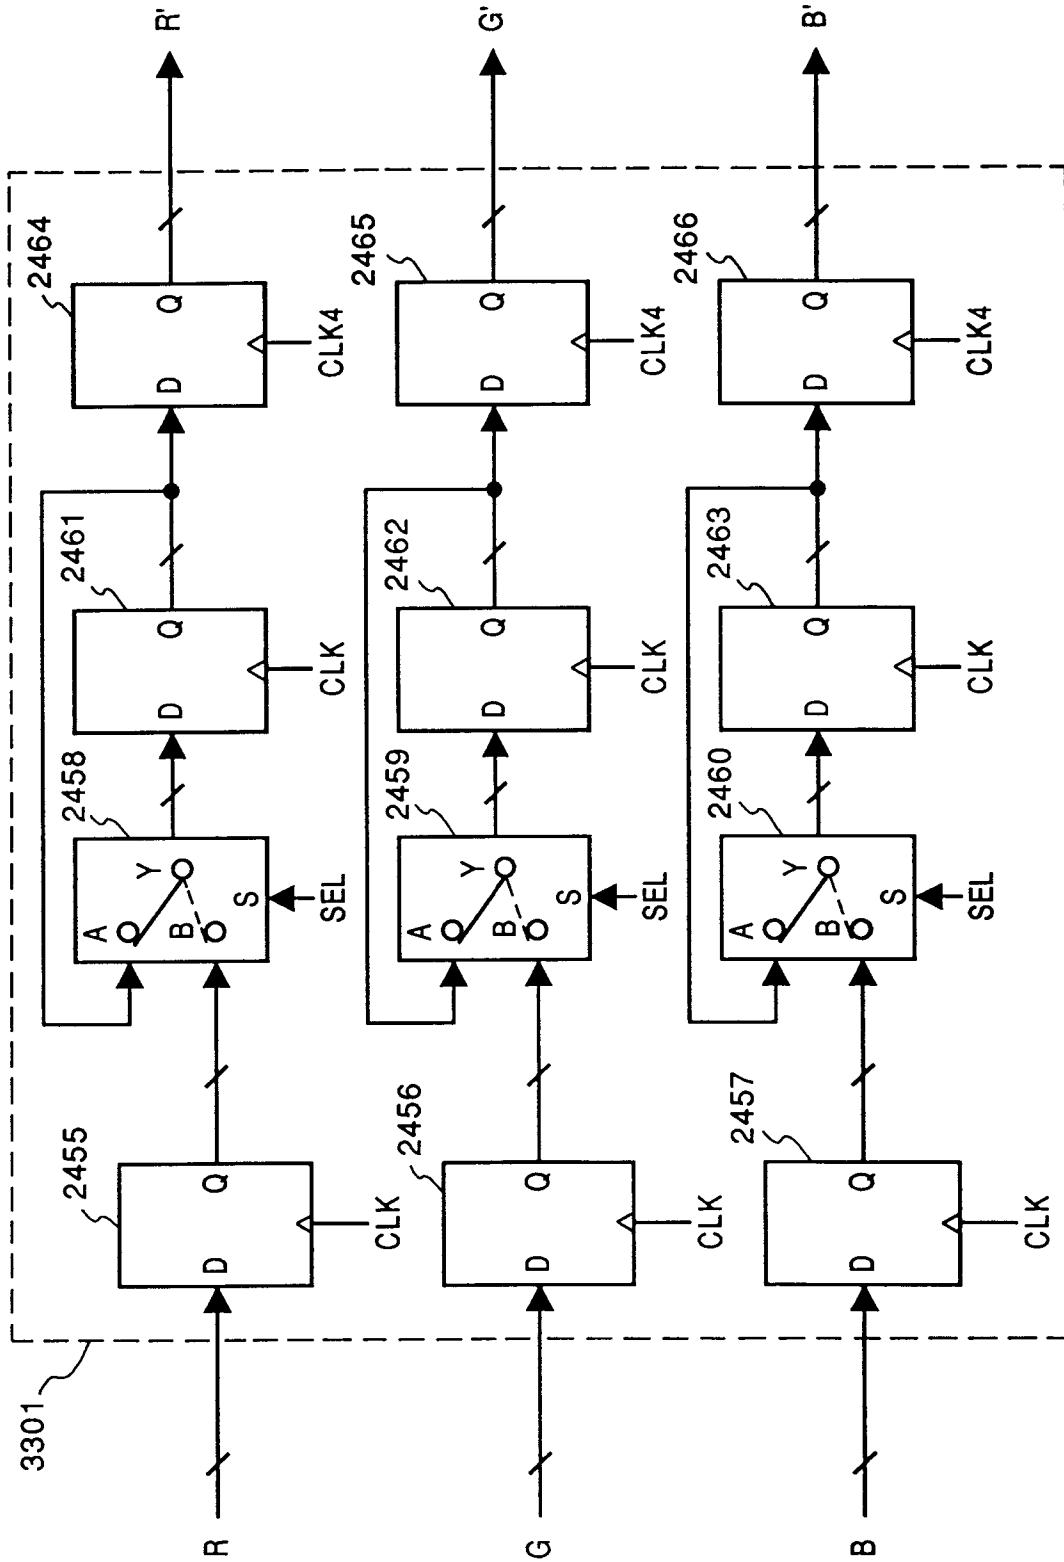 3301
R
2455
D
Q
CLK
2458
A
B
Y
S
SEL
2461
D
Q
CLK
2464
D
Q
CLK4
R'
G
2456
D
Q
CLK
2459
A
B
Y
S
SEL
2462
D
Q
CLK
2465
D
Q
CLK4
G'
B
2457
D
Q
CLK
2460
A
B
Y
S
SEL
2463
D
Q
CLK
2466
D
Q
CLK4
B'